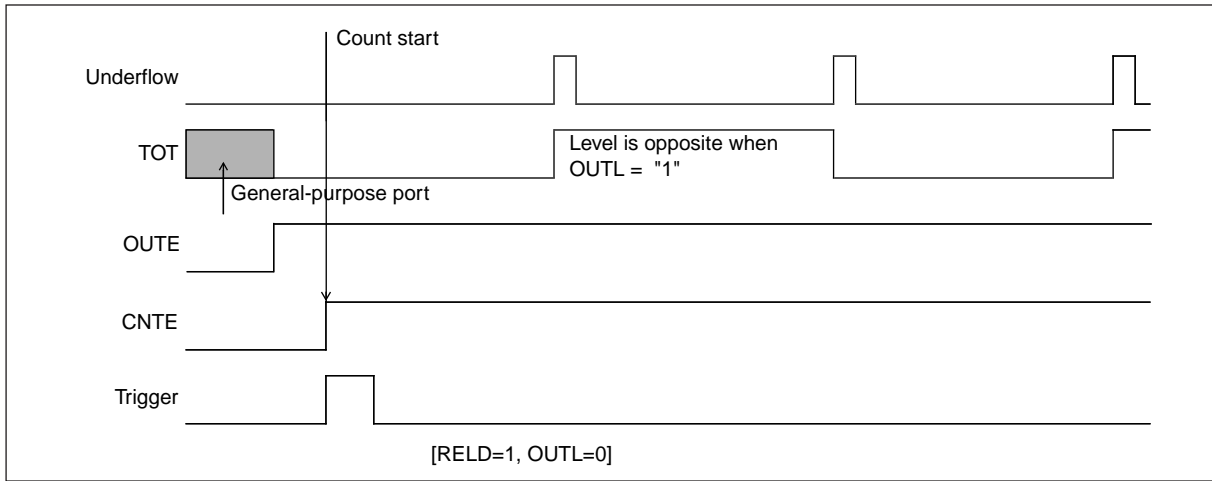 Count start
Underflow
TOT
Level is opposite when
OUTL = "1"
General-purpose port
OUTE
CNTE
Trigger
[RELD=1, OUTL=0]